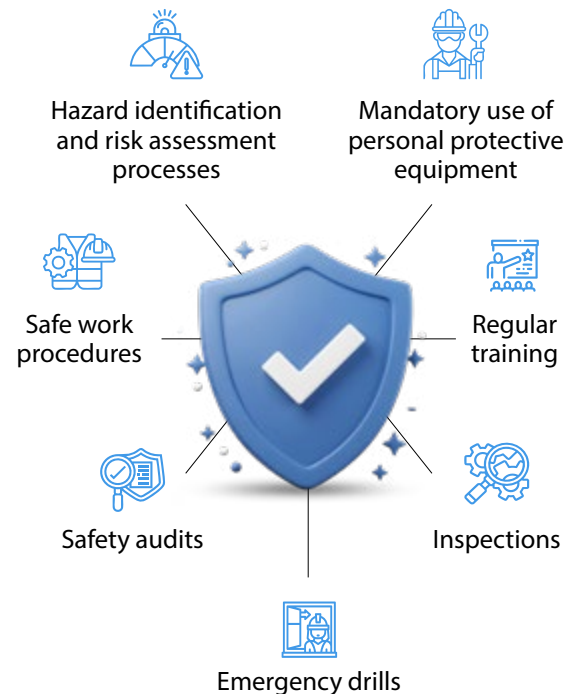 Hazard identification
and risk assessment
processes
Mandatory use of
personal protective
equipment
Safe work
procedures
Regular
training
Safety audits
Inspections
Emergency drills